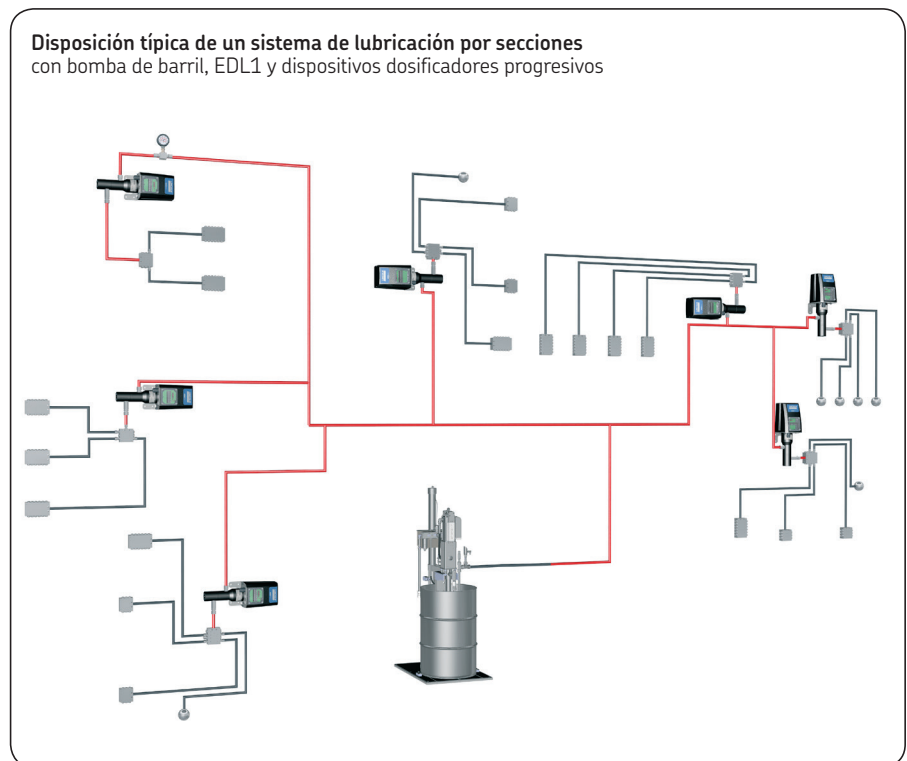 Disposición típica de un sistema de lubricación por secciones
con bomba de barril, EDL1 y dispositivos dosificadores progresivos